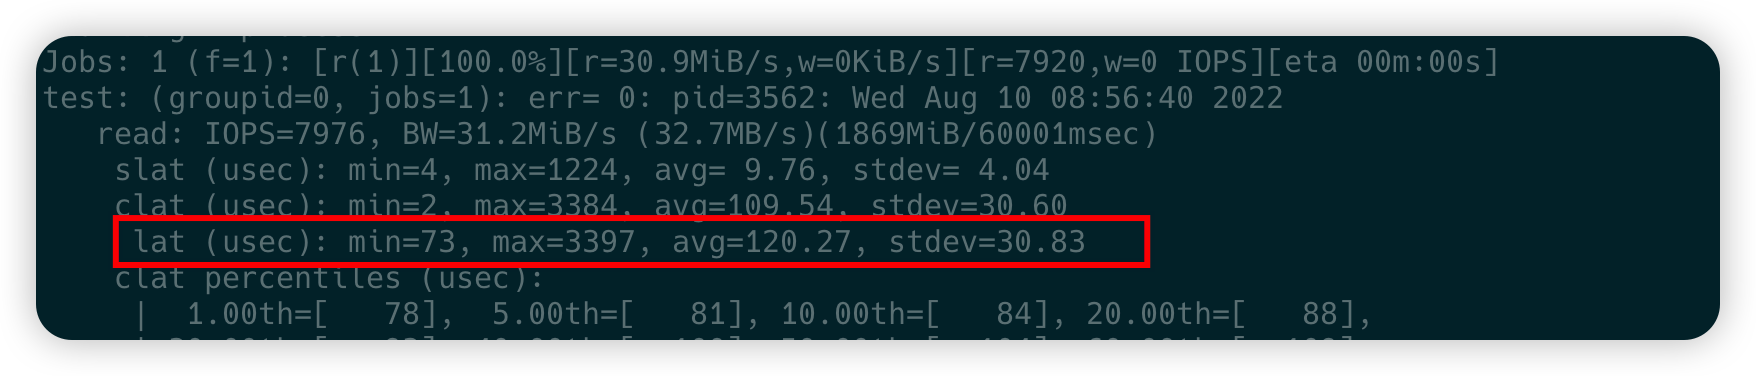 Jobs: 1 (f=1): [r(1)][100.0%][r=30.9MiB/s,w=0KiB/s][r=7920,w=0 IOPS][eta 00m:00s]
test: (groupid=0, jobs=1): err= 0: pid=3562: Wed Aug 10 08:56:40 2022
read: IOPS=7976, BW=31.2MiB/s (32.7MB/s)(1869MiB/60001msec)
slat (usec): min=4, max=1224, avg= 9.76, stdev= 4.04
clat (usec): min=2, max=3384, avg=109.54, stdev=30.60
lat (usec): min=73, max=3397, avg=120.27, stdev=30.83
clat percentiles (usec):
|  1.00th=[   78],  5.00th=[   81], 10.00th=[   84], 20.00th=[   88],